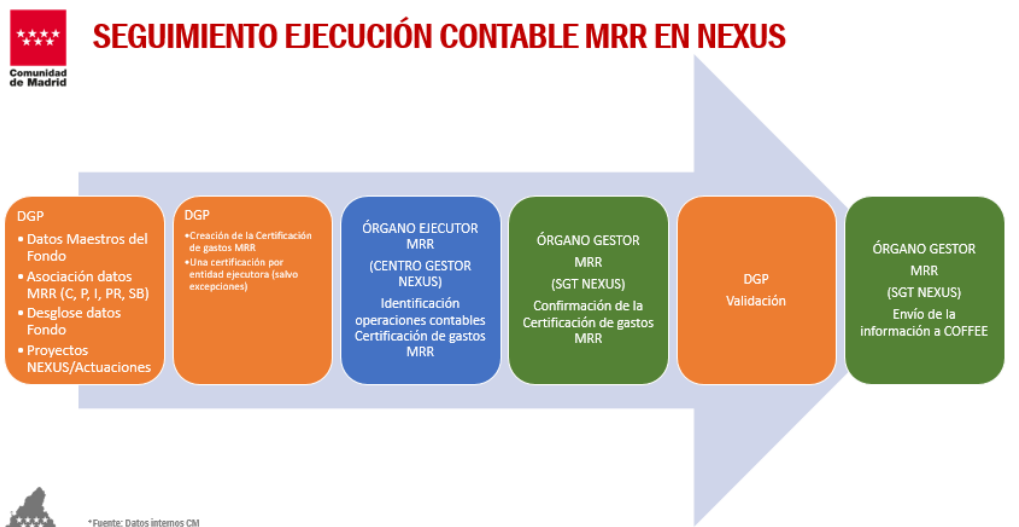 Comunidad
de Madrid
SEGUIMIENTO EJECUCIÓN CONTABLE MRR EN NEXUS
DGP
• Datos Maestros del
Fondo
• Asociación datos
MRR (C, P, I, PR, SB)
• Desglose datos
Fondo
• Proyectos
NEXUS/Actuaciones
DGP
•Creación de la Certificación
de gastos MRR
•Una certificación por
entidad ejecutora (salvo
excepciones)
ÓRGANO EJECUTOR
MRR
(CENTRO GESTOR
NEXUS)
Identificación
operaciones contables
Certificación de gastos
MRR
ÓRGANO GESTOR
MRR
(SGT NEXUS)
Confirmación de la
Certificación de gastos
MRR
DGP
Validación
ÓRGANO GESTOR
MRR
(SGT NEXUS)
Envío de la
información a COFFEE
*Fuente: Datos internos CM